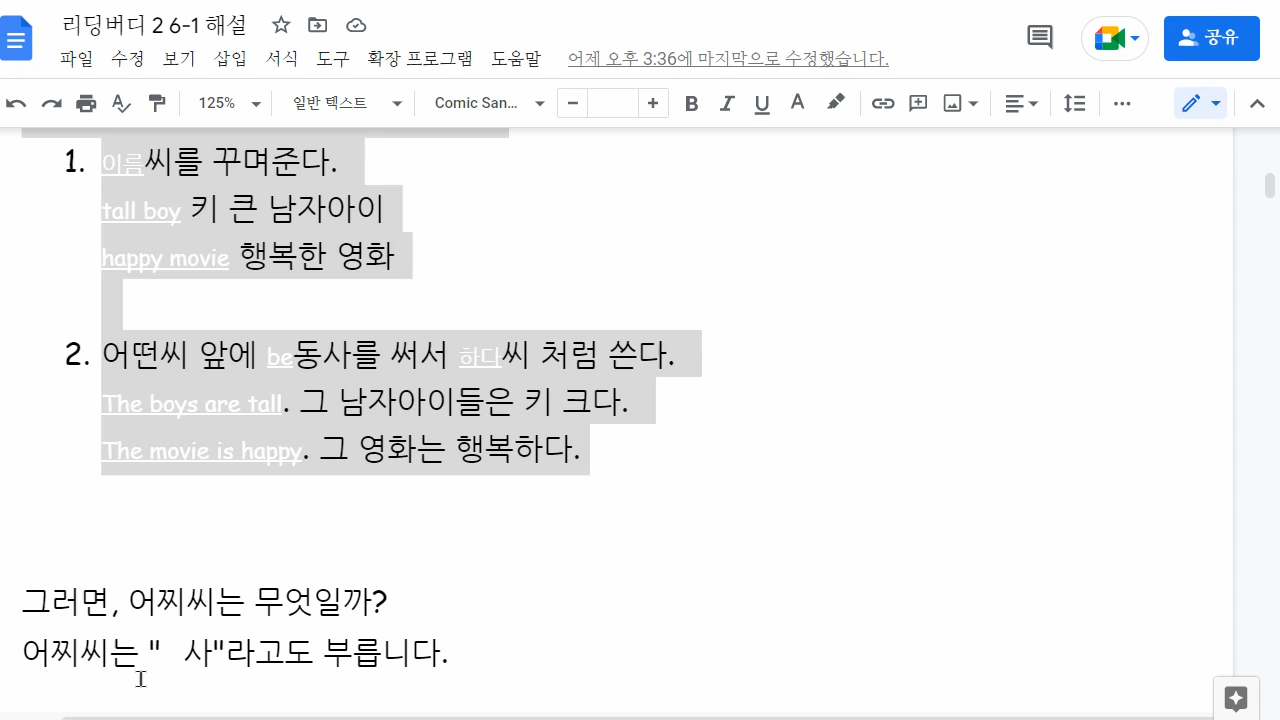 리딩버디 2 6-1 해설
파일 수정 보기 삽입 서식 도구 확장 프로그램 도움말 어제 오후 3:36에 마지막으로 수정했습니다.
공유
125% 일반 텍스트 Comic San... − + B I U A
1. 이름씨를 꾸며준다.
tall boy 키 큰 남자아이
happy movie 행복한 영화
2. 어떤씨 앞에 be동사를 써서 하다씨 처럼 쓴다.
The boys are tall. 그 남자아이들은 키 크다.
The movie is happy. 그 영화는 행복하다.
그러면, 어찌씨는 무엇일까?
어찌씨는 " 사"라고도 부릅니다.